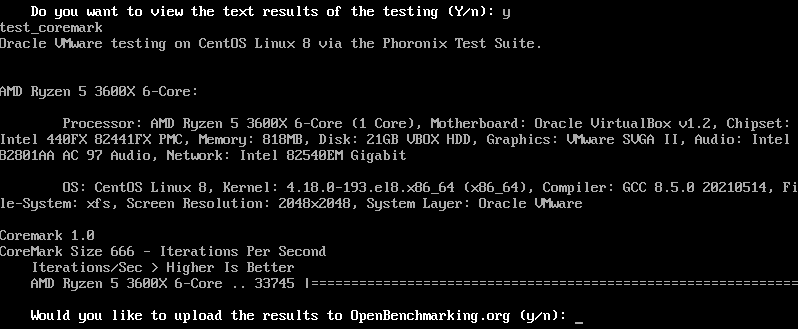 Do you want to view the text results of the testing (Y/n): y
test_coremark
Oracle VMware testing on CentOS Linux 8 via the Phoronix Test Suite.
AMD Ryzen 5 3600X 6-Core:
Processor: AMD Ryzen 5 3600X 6-Core (1 Core), Motherboard: Oracle VirtualBox v1.2, Chipset:
Intel 440FX 82441FX PMC, Memory: 818MB, Disk: 21GB VBOX HDD, Graphics: VMware SVGA II, Audio: Intel
82801AA AC 97 Audio, Network: Intel 82540EM Gigabit
OS: CentOS Linux 8, Kernel: 4.18.0-193.el8.x86_64 (x86_64), Compiler: GCC 8.5.0 20210514, Fi
le-System: xfs, Screen Resolution: 2048x2048, System Layer: Oracle VMware
Coremark 1.0
CoreMark Size 666 - Iterations Per Second
Iterations/Sec > Higher Is Better
AMD Ryzen 5 3600X 6-Core .. 33745 |==============================================================
Would you like to upload the results to OpenBenchmarking.org (y/n): _